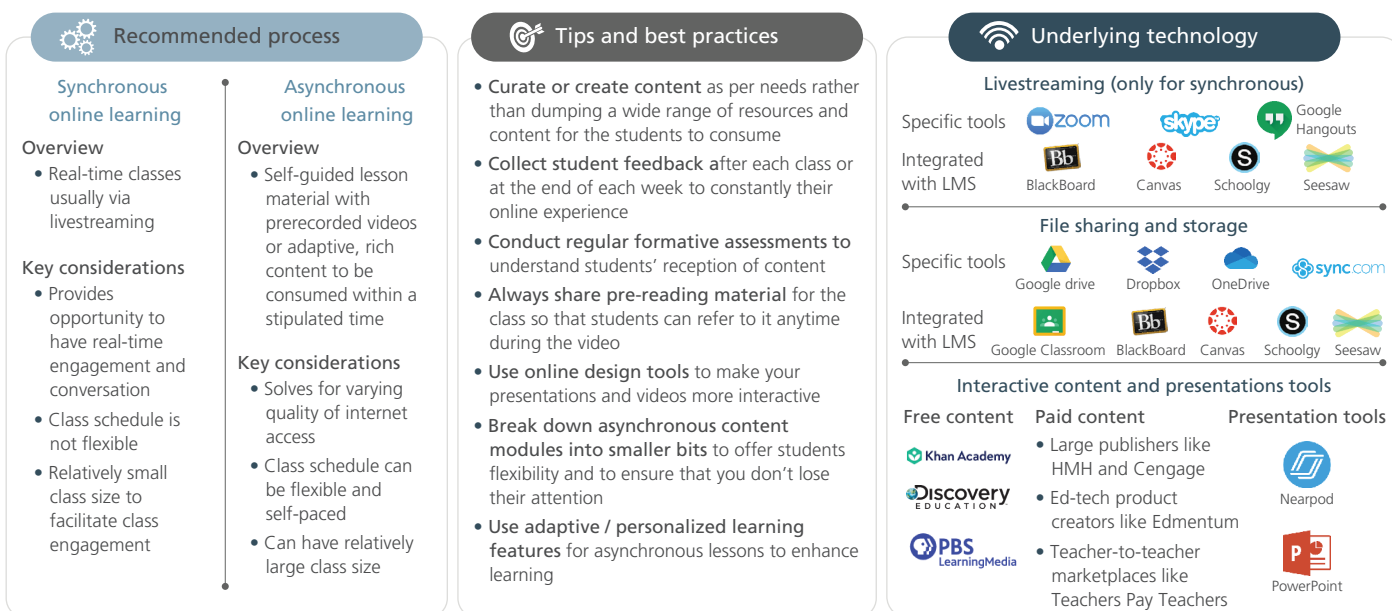 Recommended process
Synchronous
online learning
Overview
• Real-time classes
usually via
livestreaming
Key considerations
• Provides
opportunity to
have real-time
engagement and
conversation
• Class schedule is
not flexible
• Relatively small
class size to
facilitate class
engagement
Asynchronous
online learning
Overview
• Self-guided lesson
material with
prerecorded videos
or adaptive, rich
content to be
consumed within a
stipulated time
Key considerations
• Solves for varying
quality of internet
access
• Class schedule can
be flexible and
self-paced
• Can have relatively
large class size
Tips and best practices
• Curate or create content as per needs rather
than dumping a wide range of resources and
content for the students to consume
• Collect student feedback after each class or
at the end of each week to constantly their
online experience
• Conduct regular formative assessments to
understand students’ reception of content
• Always share pre-reading material for the
class so that students can refer to it anytime
during the video
• Use online design tools to make your
presentations and videos more interactive
• Break down asynchronous content
modules into smaller bits to offer students
flexibility and to ensure that you don’t lose
their attention
• Use adaptive / personalized learning
features for asynchronous lessons to enhance
learning
Underlying technology
Livestreaming (only for synchronous)
Specific tools
zoom
skype
Google
Hangouts
Integrated
with LMS
Bb
BlackBoard
Canvas
S
Schoolgy
Seesaw
File sharing and storage
Specific tools
Google drive
Dropbox
OneDrive
sync.com
Integrated
with LMS
Google Classroom
Bb
BlackBoard
Canvas
S
Schoolgy
Seesaw
Interactive content and presentations tools
Free content
Khan Academy
Discovery
EDUCATION
PBS
LearningMedia
Paid content
• Large publishers like
HMH and Cengage
• Ed-tech product
creators like Edmentum
• Teacher-to-teacher
marketplaces like
Teachers Pay Teachers
Presentation tools
Nearpod
P
PowerPoint